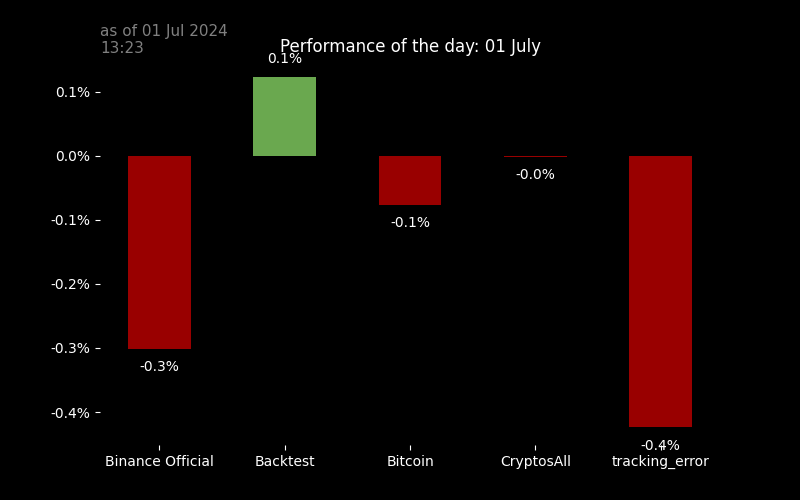 as of 01 Jul 2024
13:23
Performance of the day: 01 July
0.1%
0.1%
0.0%
-0.0%
-0.1%
-0.1%
-0.2%
-0.3%
-0.3%
-0.4%
-0.4%
Binance Official
Backtest
Bitcoin
CryptosAll
tracking_error